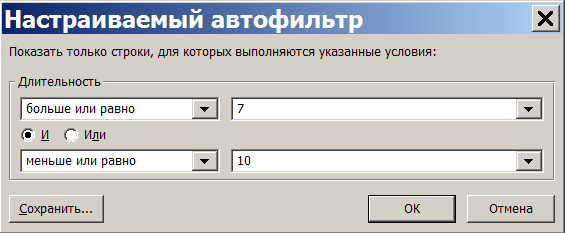 Настраиваемый автофильтр
Показать только строки, для которых выполняются указанные условия:
Длительность
больше или равно 7
И Или
меньше или равно 10
Сохранить... ОК Отмена